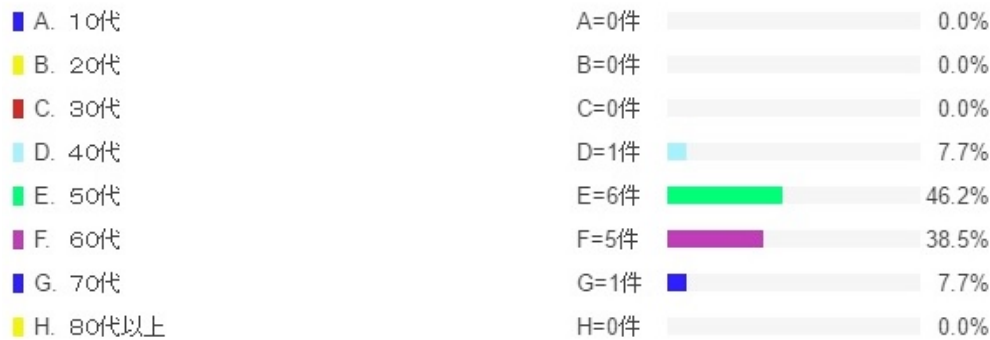 A. 10代 A=0件 0.0%
B. 20代 B=0件 0.0%
C. 30代 C=0件 0.0%
D. 40代 D=1件 7.7%
E. 50代 E=6件 46.2%
F. 60代 F=5件 38.5%
G. 70代 G=1件 7.7%
H. 80代以上 H=0件 0.0%